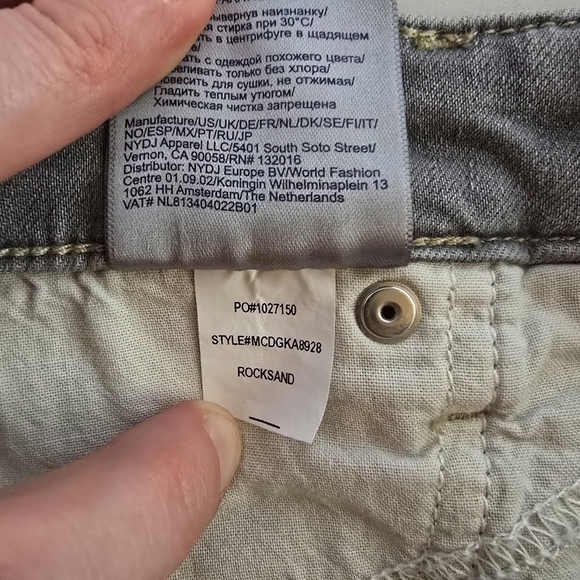 вывернув наизнанку/
стирка при 30°C/
в центрифуге в щадящем
с одеждой похожего цвета/
только без хлора/
для сушки, не отжимая/
Гладить теплым утюгом/
Химическая чистка запрещена
Manufacture/US/UK/DE/FR/NL/DK/SE/FI/IT/
NO/ESP/MX/PT/RU/JP
NYDJ Apparel LLC/5401 South Soto Street/
Vernon, CA 90058/RN# 132016
Distributor: NYDJ Europe BV/World Fashion
Centre 01.09.02/Koningin Wilhelminaplein 13
1062 HH Amsterdam/The Netherlands
VAT# NL813404022B01
PO#1027150
STYLE#MCDGKA8928
ROCKSAND